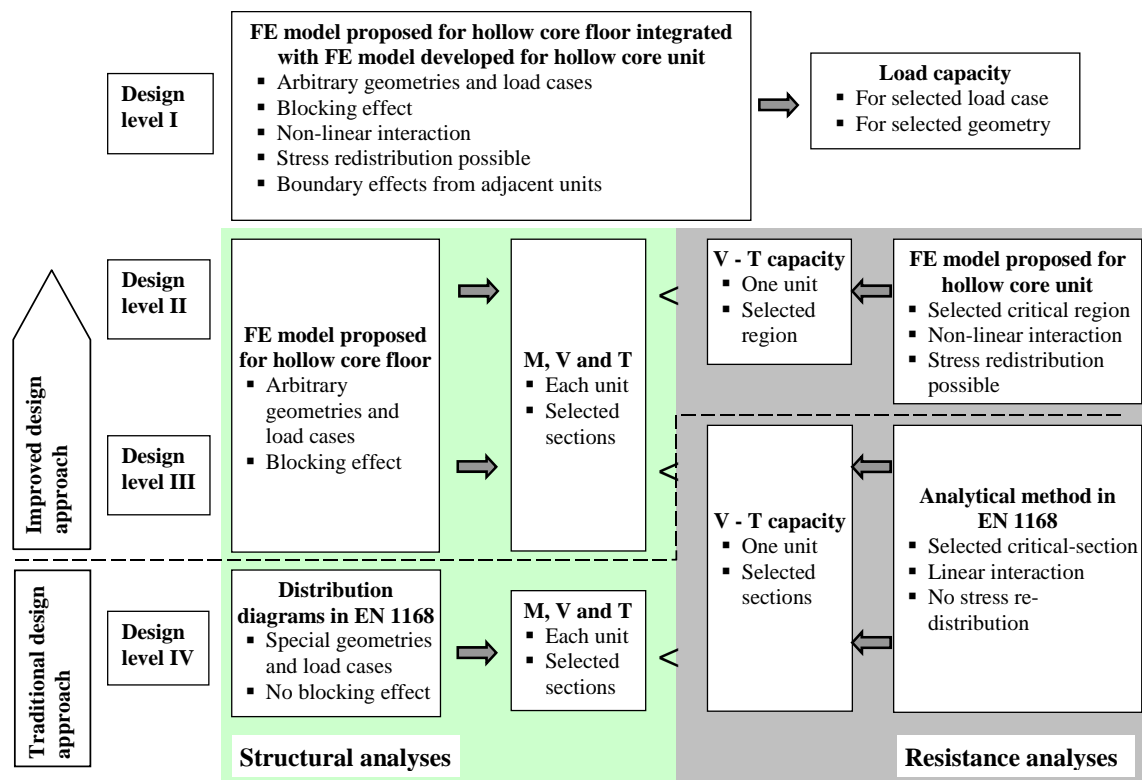 Design
level I
FE model proposed for hollow core floor integrated
with FE model developed for hollow core unit
▪ Arbitrary geometries and load cases
▪ Blocking effect
▪ Non-linear interaction
▪ Stress redistribution possible
▪ Boundary effects from adjacent units
Load capacity
▪ For selected load case
▪ For selected geometry
Improved design
approach
Design
level II
Design
level III
FE model proposed
for hollow core floor
▪ Arbitrary
geometries and
load cases
▪ Blocking effect
M, V and T
▪ Each unit
▪ Selected
sections
<
<
V - T capacity
▪ One unit
▪ Selected
region
FE model proposed for
hollow core unit
▪ Selected critical region
▪ Non-linear interaction
▪ Stress redistribution
possible
V - T capacity
▪ One unit
▪ Selected
sections
Analytical method in
EN 1168
▪ Selected critical-section
▪ Linear interaction
▪ No stress re-
distribution
Traditional design
approach
Design
level IV
Distribution
diagrams in EN 1168
▪ Special geometries
and load cases
▪ No blocking effect
M, V and T
▪ Each unit
▪ Selected
sections
<
Structural analyses
Resistance analyses